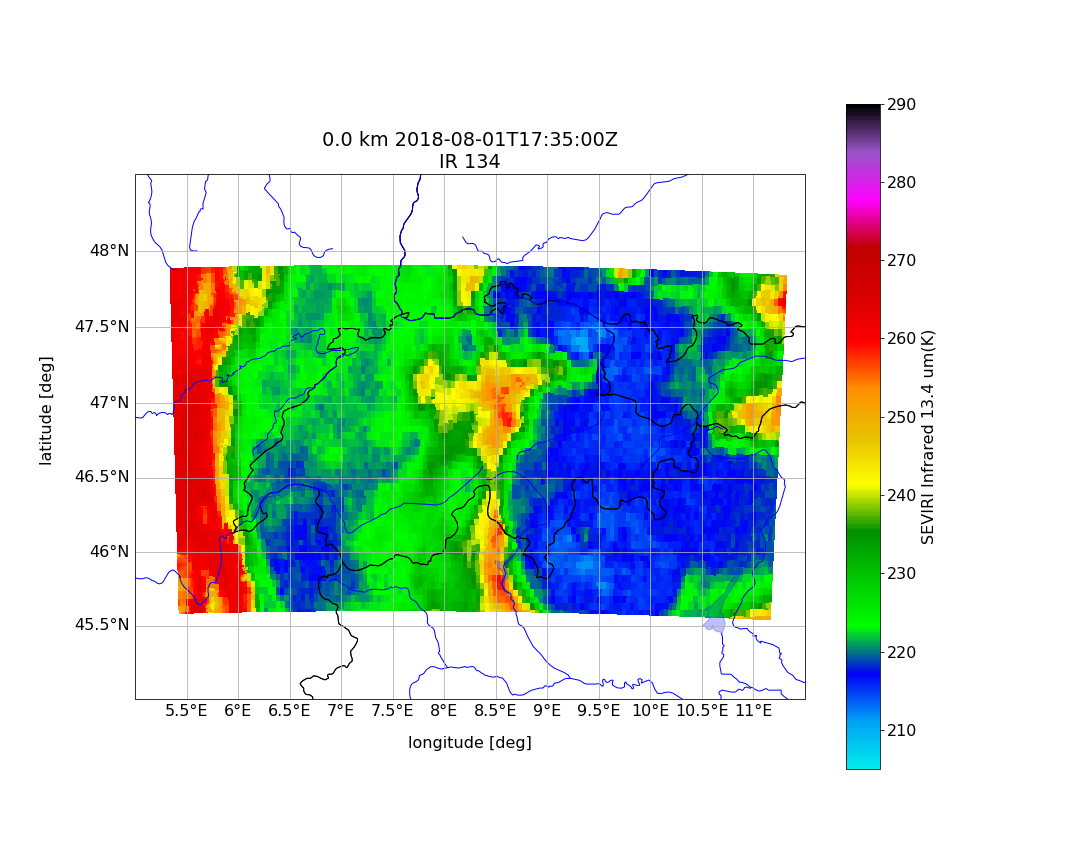 0.0 km 2018-08-01T17:35:00Z
IR 134
48°N
47.5°N
47°N
46.5°N
46°N
45.5°N
latitude [deg]
5.5°E 6°E 6.5°E 7°E 7.5°E 8°E 8.5°E 9°E 9.5°E 10°E 10.5°E 11°E
longitude [deg]
290
280
270
260
250
240
230
220
210
SEVIRI Infrared 13.4 um(K)